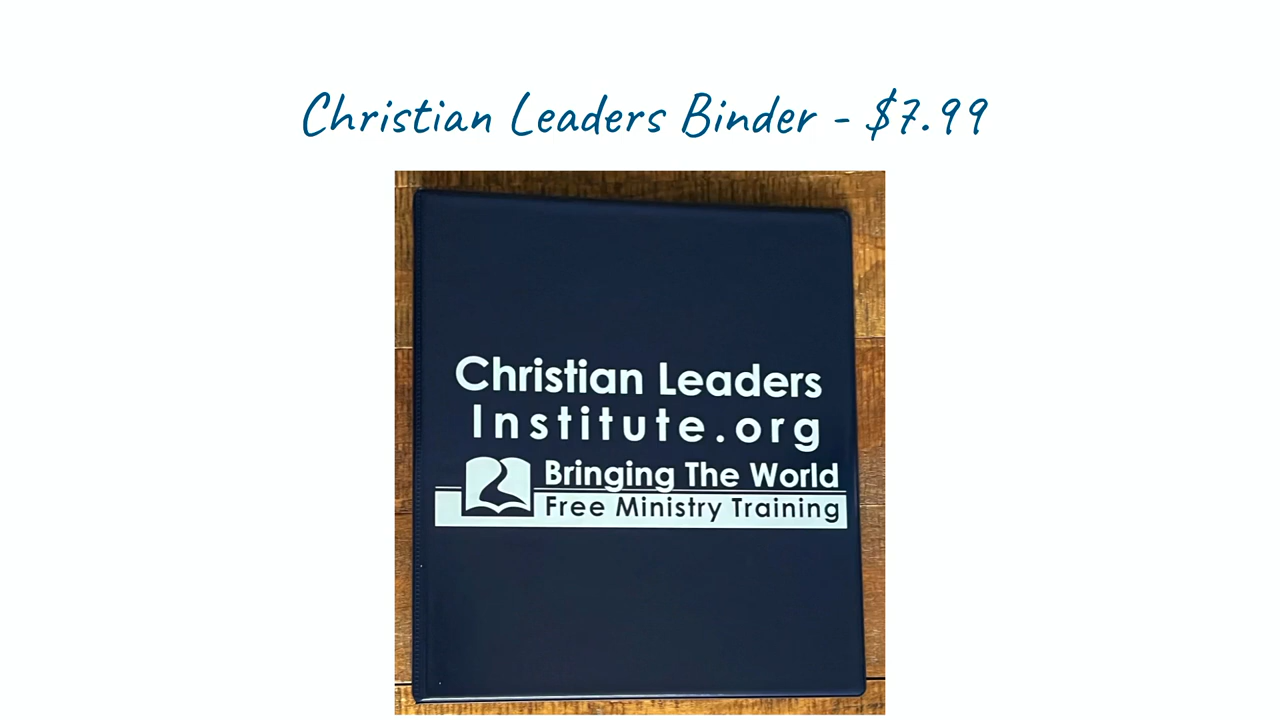 Christian Leaders Binder - $7.99
Christian Leaders
Institute.org
Bringing The World
Free Ministry Training